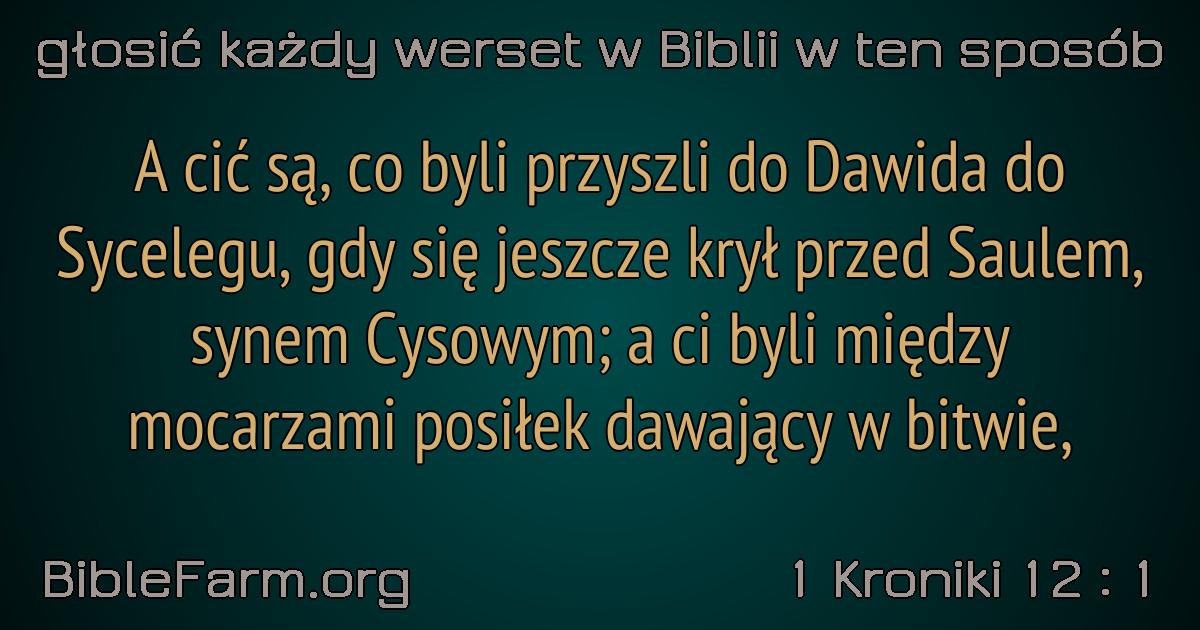 głosić każdy werset w Biblii w ten sposób
A cić są, co byli przyszli do Dawida do
Sycelegu, gdy się jeszcze krył przed Saulem,
synem Cysowym; a ci byli między
mocarzami posiłek dawający w bitwie,
BibleFarm.org
1 Kroniki 12 : 1